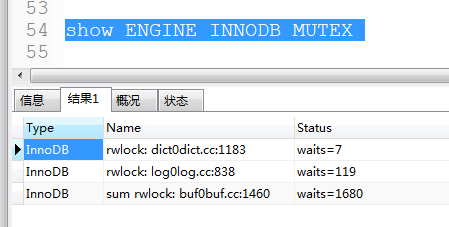 53
54 show ENGINE INNODB MUTEX
55
信息 结果1 概况 状态
Type Name Status
InnoDB rwlock: dict0dict.cc:1183 waits=7
InnoDB rwlock: log0log.cc:838 waits=119
InnoDB sum rwlock: buf0buf.cc:1460 waits=1680